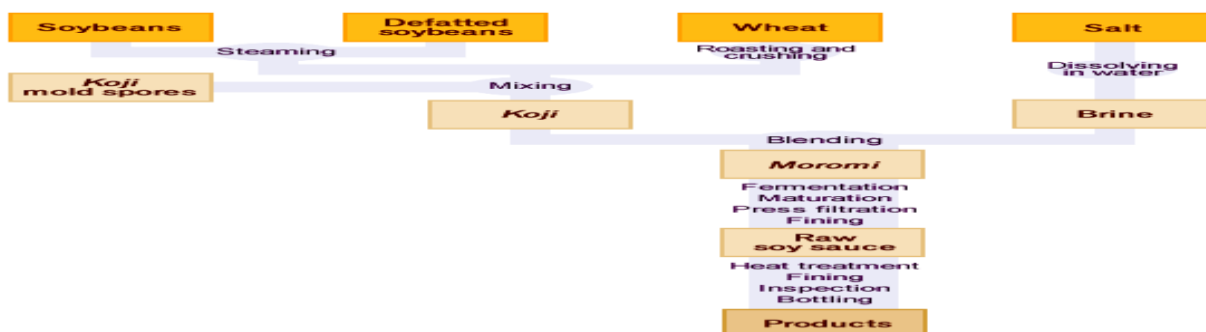 Soybeans
Defatted
soybeans
Wheat
Salt
Steaming
Roasting and
crushing
Dissolving
in water
Koji
mold spores
Mixing
Koji
Brine
Blending
Moromi
Fermentation
Maturation
Press filtration
Fining
Raw
soy sauce
Heat treatment
Fining
Inspection
Bottling
Products